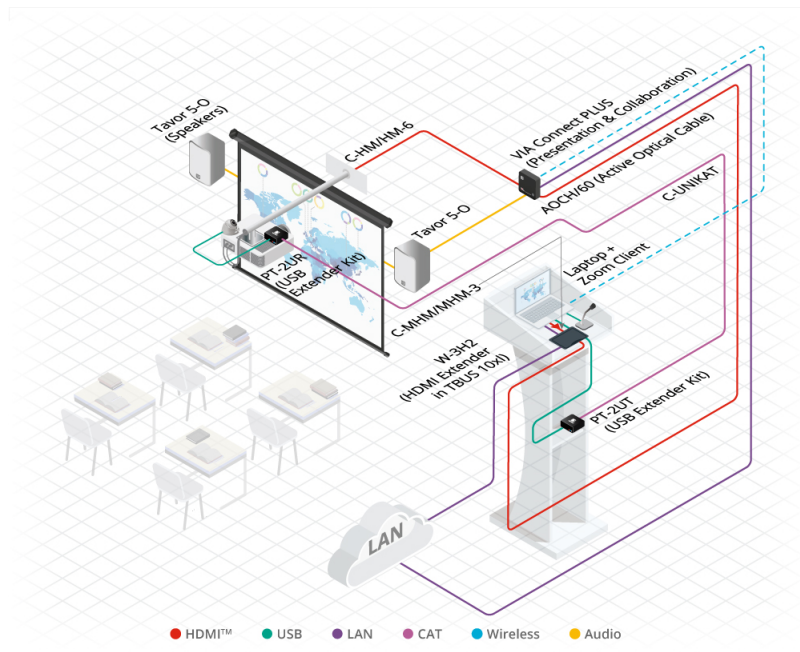 Tavor 5-O
(Speakers)
C-HM/HM-6
VIA Connect PLUS
(Presentation & Collaboration)
AOCH/60 (Active Optical Cable)
C-UNIKAT
Tavor 5-O
PT-2UR
(USB
Extender Kit)
C-MHM/MHM-3
Laptop +
Zoom Client
W-3H2
(HDMI Extender
in TBUS 10xl)
PT-2UT
(USB Extender Kit)
LAN
HDMI™
USB
LAN
CAT
Wireless
Audio